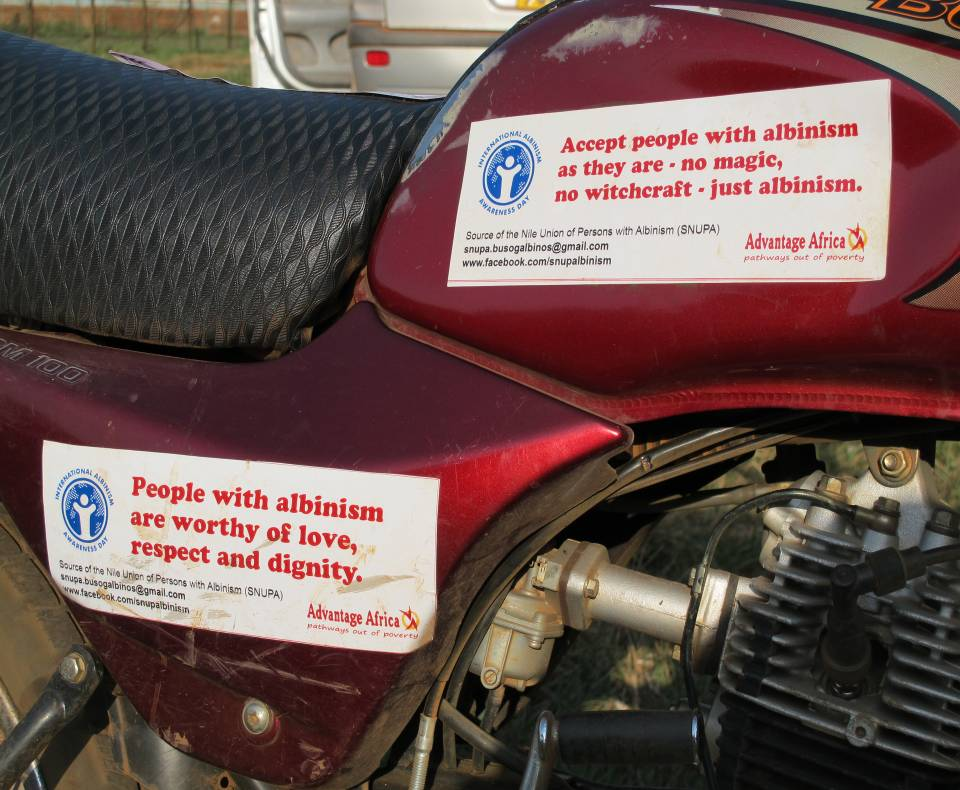 INTERNATIONAL ALBINISM
AWARENESS DAY
Accept people with albinism
as they are - no magic,
no witchcraft - just albinism.
Source of the Nile Union of Persons with Albinism (SNUPA)
snupa.busogalbinos@gmail.com
www.facebook.com/snupalbinism
Advantage Africa
pathways out of poverty
M 100
INTERNATIONAL ALBINISM
AWARENESS DAY
People with albinism
are worthy of love,
respect and dignity.
Source of the Nile Union of Persons with Albinism (SNUPA)
snupa.busogalbinos@gmail.com
www.facebook.com/snupalbinism
Advantage Africa
pathways out of poverty